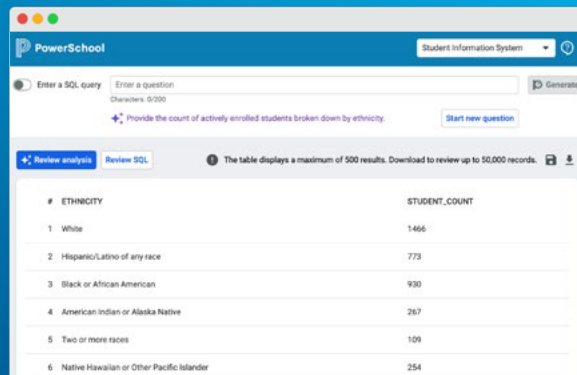 PowerSchool
Student Information System
Enter a SQL query
Enter a question
Generate
Characters: 0/200
Provide the count of actively enrolled students broken down by ethnicity.
Start new question
Review analysis
Review SQL
The table displays a maximum of 500 results. Download to review up to 50,000 records.
# ETHNICITY STUDENT_COUNT
1 White 1466
2 Hispanic/Latino of any race 773
3 Black or African American 930
4 American Indian or Alaska Native 267
5 Two or more races 109
6 Native Hawaiian or Other Pacific Islander 254